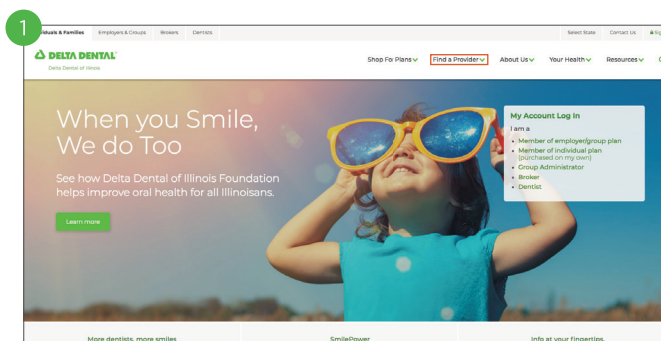 1
Individuals & Families Employers & Groups Brokers Dentists Select State Contact Us
DELTA DENTAL®
Delta Dental of Illinois
Shop For Plans Find a Provider About Us Your Health Resources
When you Smile,
We do Too
See how Delta Dental of Illinois Foundation
helps improve oral health for all Illinoisans.
Learn more
My Account Log In
I am a
• Member of employer/group plan
• Member of individual plan
(purchased on my own)
• Group Administrator
• Broker
• Dentist
More dentists, more smiles SmilePower Info at your fingertips.